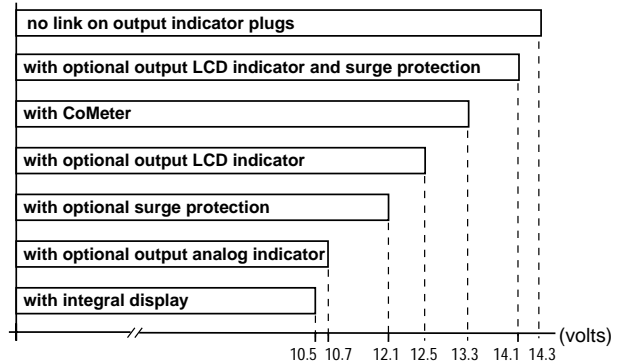 no link on output indicator plugs
with optional output LCD indicator and surge protection
with CoMeter
with optional output LCD indicator
with optional surge protection
with optional output analog indicator
with integral display
(volts)
10.5 10.7 12.1 12.5 13.3 14.1 14.3